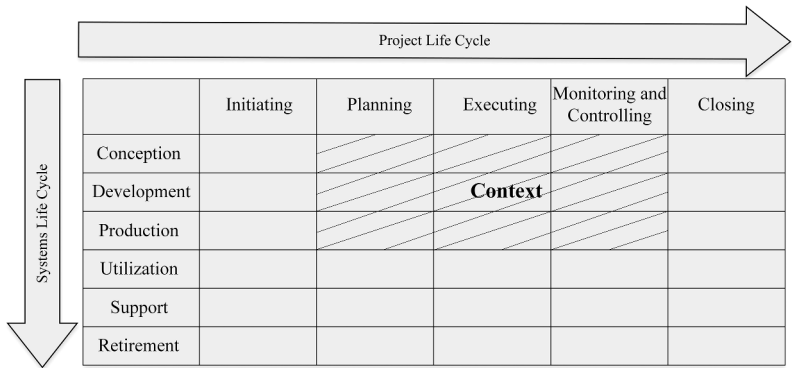 Project Life Cycle
Systems Life Cycle
Initiating
Planning
Executing
Monitoring and
Controlling
Closing
Conception
Development
Context
Production
Utilization
Support
Retirement